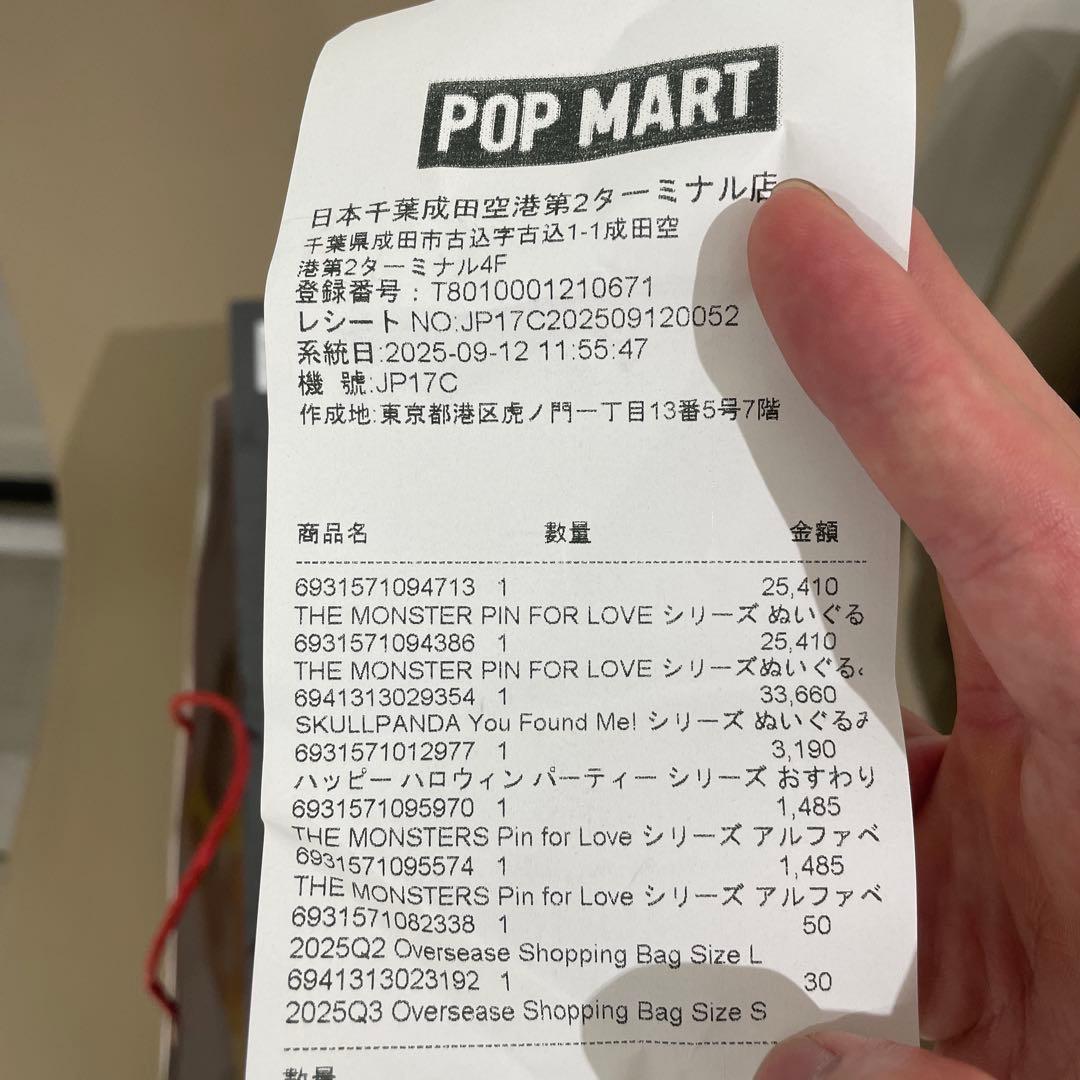 POP MART
日本千葉成田空港第2ターミナル店
千葉県成田市古込字古込1-1成田空
港第2ターミナル4F
登録番号 : T8010001210671
レシート NO:JP17C202509120052
系統日:2025-09-12 11:55:47
機 號:JP17C
作成地:東京都港区虎ノ門一丁目13番5号7階
商品名 數量 金額
6931571094713 1 25,410
THE MONSTER PIN FOR LOVE シリーズ ぬいぐる
6931571094386 1 25,410
THE MONSTER PIN FOR LOVE シリーズぬいぐる
6941313029354 1 33,660
SKULLPANDA You Found Me! シリーズ ぬいぐるみ
6931571012977 1 3,190
ハッピー ハロウィン パーティー シリーズ おすわり
6931571095970 1 1,485
THE MONSTERS Pin for Love シリーズ アルファベ
6931571095574 1 1,485
THE MONSTERS Pin for Love シリーズ アルファベ
6931571082338 1 50
2025Q2 Oversease Shopping Bag Size L
6941313023192 1 30
2025Q3 Oversease Shopping Bag Size S
數量